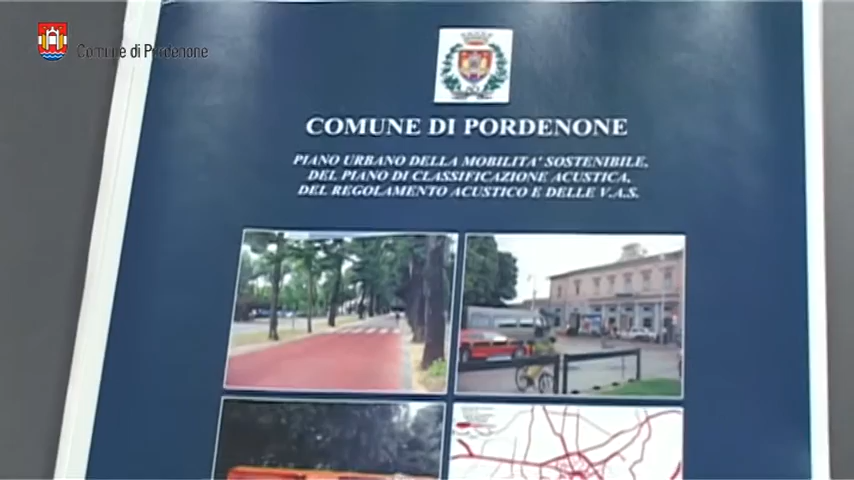 Comune di Pordenone
COMUNE DI PORDENONE
PIANO URBANO DELLA MOBILITA' SOSTENIBILE,
DEL PIANO DI CLASSIFICAZIONE ACUSTICA,
DEL REGOLAMENTO ACUSTICO E DELLE V.A.S.